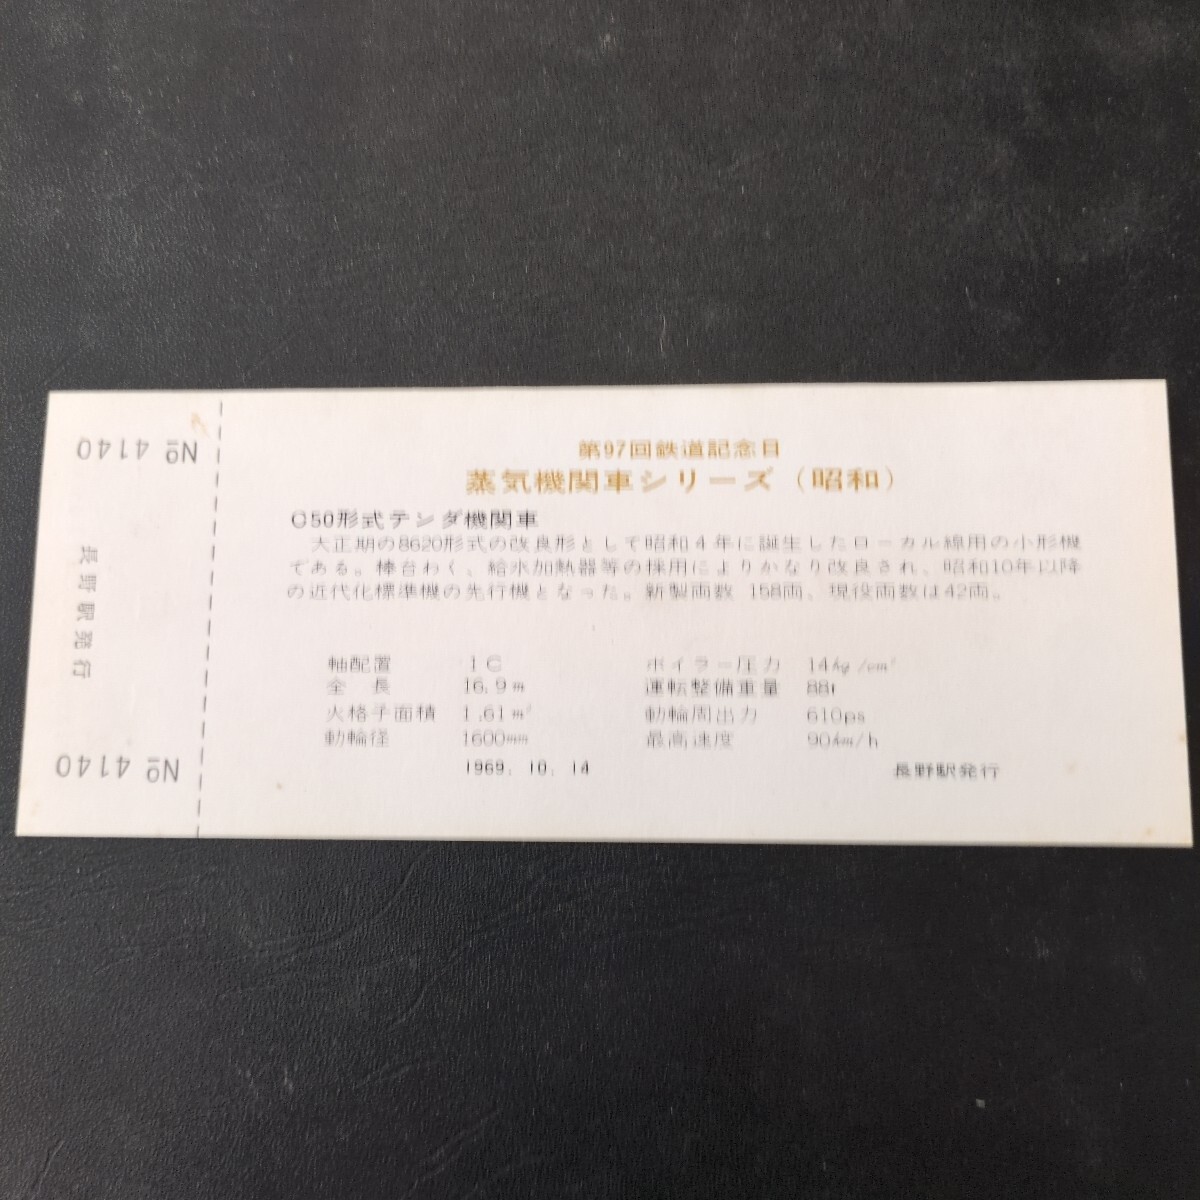 第97回鉄道記念日
蒸気機関車シリーズ（昭和）
C50形式テンダ機関車
大正期の8620形式の改良形として昭和4年に誕生したローカル線用の小形機
である。棒台わく、給水加熱器等の採用によりかなり改良され、昭和10年以降
の近代化標準機の先行機となった。新製両数 158両、現役両数は42両。
軸配置 1C ボイラー圧力 14kg/cm²
全長 16.9m 運転整備重量 88t
火格子面積 1.61m² 動輪周出力 610ps
動輪径 1600mm 最高速度 90km/h
1969. 10. 14 長野駅発行
№ 4140
長野駅発行
№ 4140